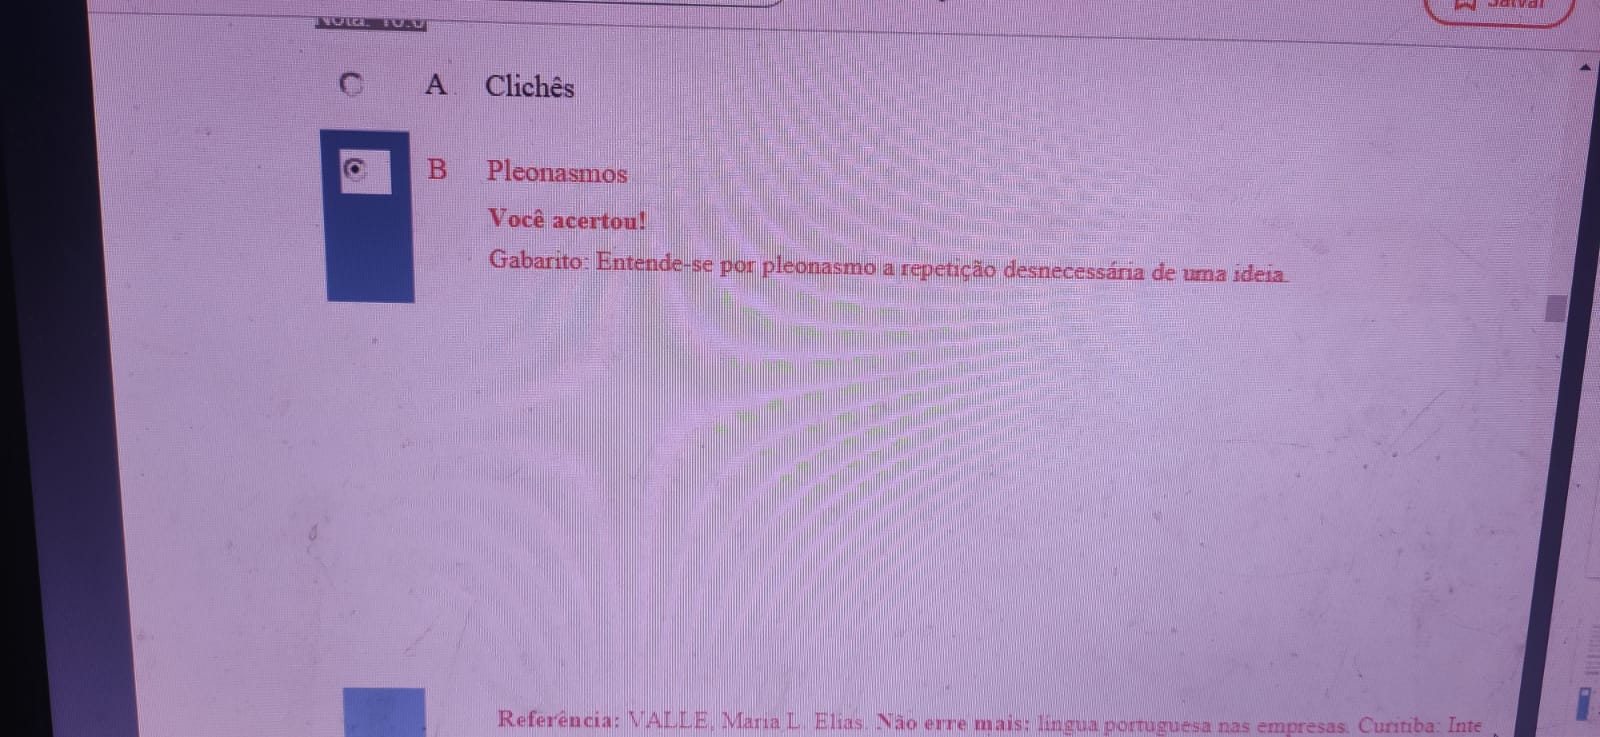 Nota: 10.0
Salvar
A Clichês
B Pleonasmos
Você acertou!
Gabarito: Entende-se por pleonasmo a repetição desnecessária de uma ideia.
Referência: VALLE, Maria L. Elias. Não erre mais: língua portuguesa nas empresas. Curitiba: Inte